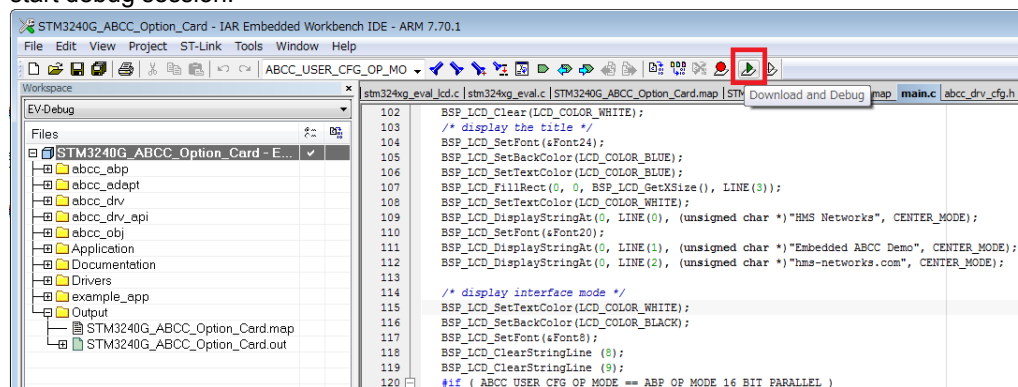 start debug session.
STM3240G_ABCC_Option_Card - IAR Embedded Workbench IDE - ARM 7.70.1
File Edit View Project ST-Link Tools Window Help
ABCC_USER_CFG_OP_MO
Workspace
EV-Debug
Files
STM3240G_ABCC_Option_Card - E...
abcc_abp
abcc_adapt
abcc_drv
abcc_drv_api
abcc_obj
Application
Documentation
Drivers
example_app
Output
STM3240G_ABCC_Option_Card.map
STM3240G_ABCC_Option_Card.out
stm324xg_eval_lcd.c stm324xg_eval.c STM3240G_ABCC_Option_Card.map map main.c abcc_drv_cfg.h
Download and Debug
102 BSP_LCD_Clear(LCD_COLOR_WHITE);
103 /* display the title */
104 BSP_LCD_SetFont(&Font24);
105 BSP_LCD_SetBackColor(LCD_COLOR_BLUE);
106 BSP_LCD_SetTextColor(LCD_COLOR_BLUE);
107 BSP_LCD_FillRect(0, 0, BSP_LCD_GetXSize(), LINE(3));
108 BSP_LCD_SetTextColor(LCD_COLOR_WHITE);
109 BSP_LCD_DisplayStringAt(0, LINE(0), (unsigned char *)"HMS Networks", CENTER_MODE);
110 BSP_LCD_SetFont(&Font20);
111 BSP_LCD_DisplayStringAt(0, LINE(1), (unsigned char *)"Embedded ABCC Demo", CENTER_MODE);
112 BSP_LCD_DisplayStringAt(0, LINE(2), (unsigned char *)"hms-networks.com", CENTER_MODE);
113
114 /* display interface mode */
115 BSP_LCD_SetTextColor(LCD_COLOR_WHITE);
116 BSP_LCD_SetBackColor(LCD_COLOR_BLACK);
117 BSP_LCD_SetFont(&Font8);
118 BSP_LCD_ClearStringLine (8);
119 BSP_LCD_ClearStringLine (9);
120 #if ( ABCC_USER_CFG_OP_MODE == ABP_OP_MODE_16_BIT_PARALLEL )